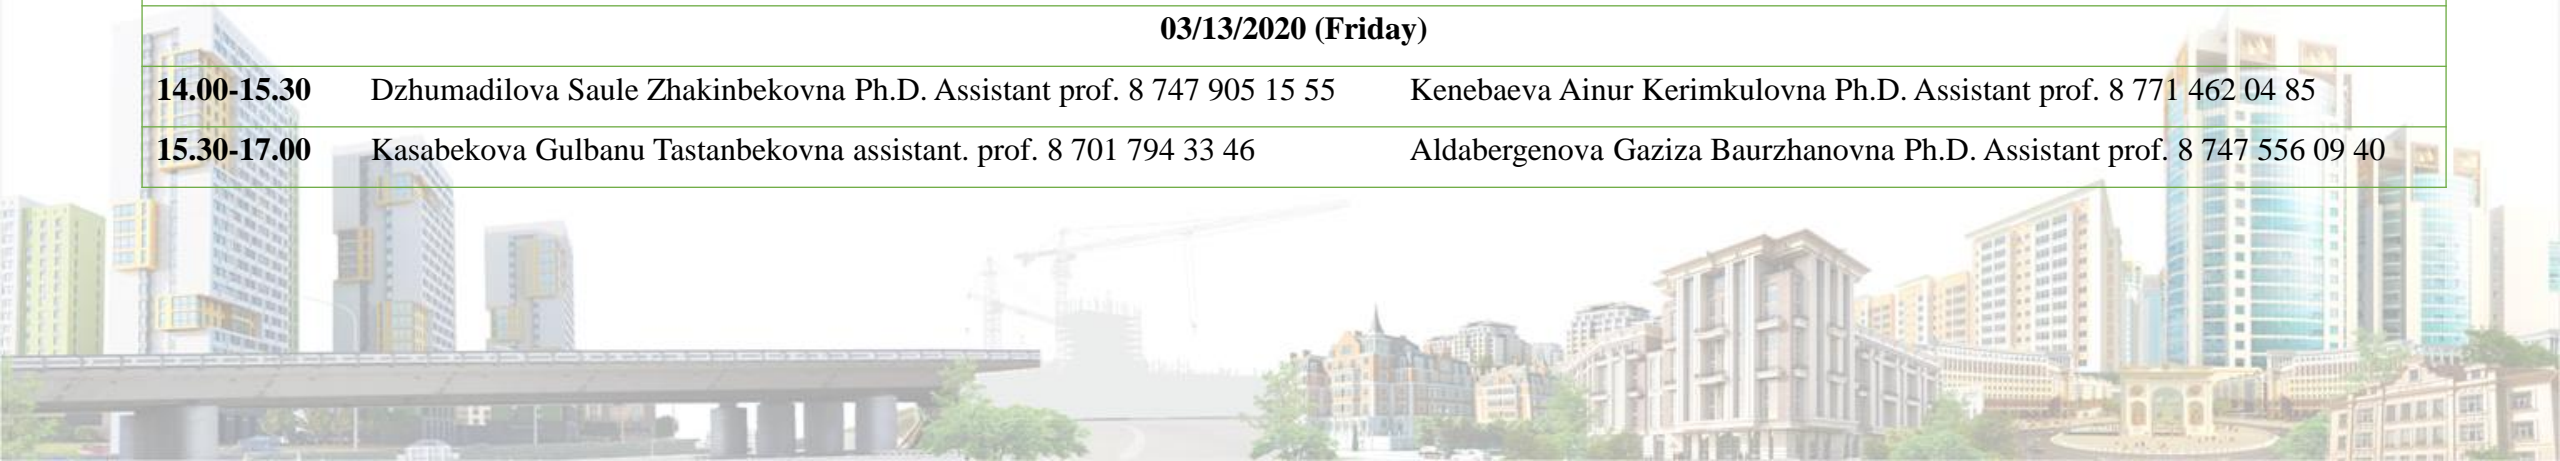 03/13/2020 (Friday)
14.00-15.30 Dzhumadilova Saule Zhakinbekovna Ph.D. Assistant prof. 8 747 905 15 55 Kenebaeva Ainur Kerimkulovna Ph.D. Assistant prof. 8 771 462 04 85
15.30-17.00 Kasabekova Gulbanu Tastanbekovna assistant. prof. 8 701 794 33 46 Aldabergenova Gaziza Baurzhanovna Ph.D. Assistant prof. 8 747 556 09 40